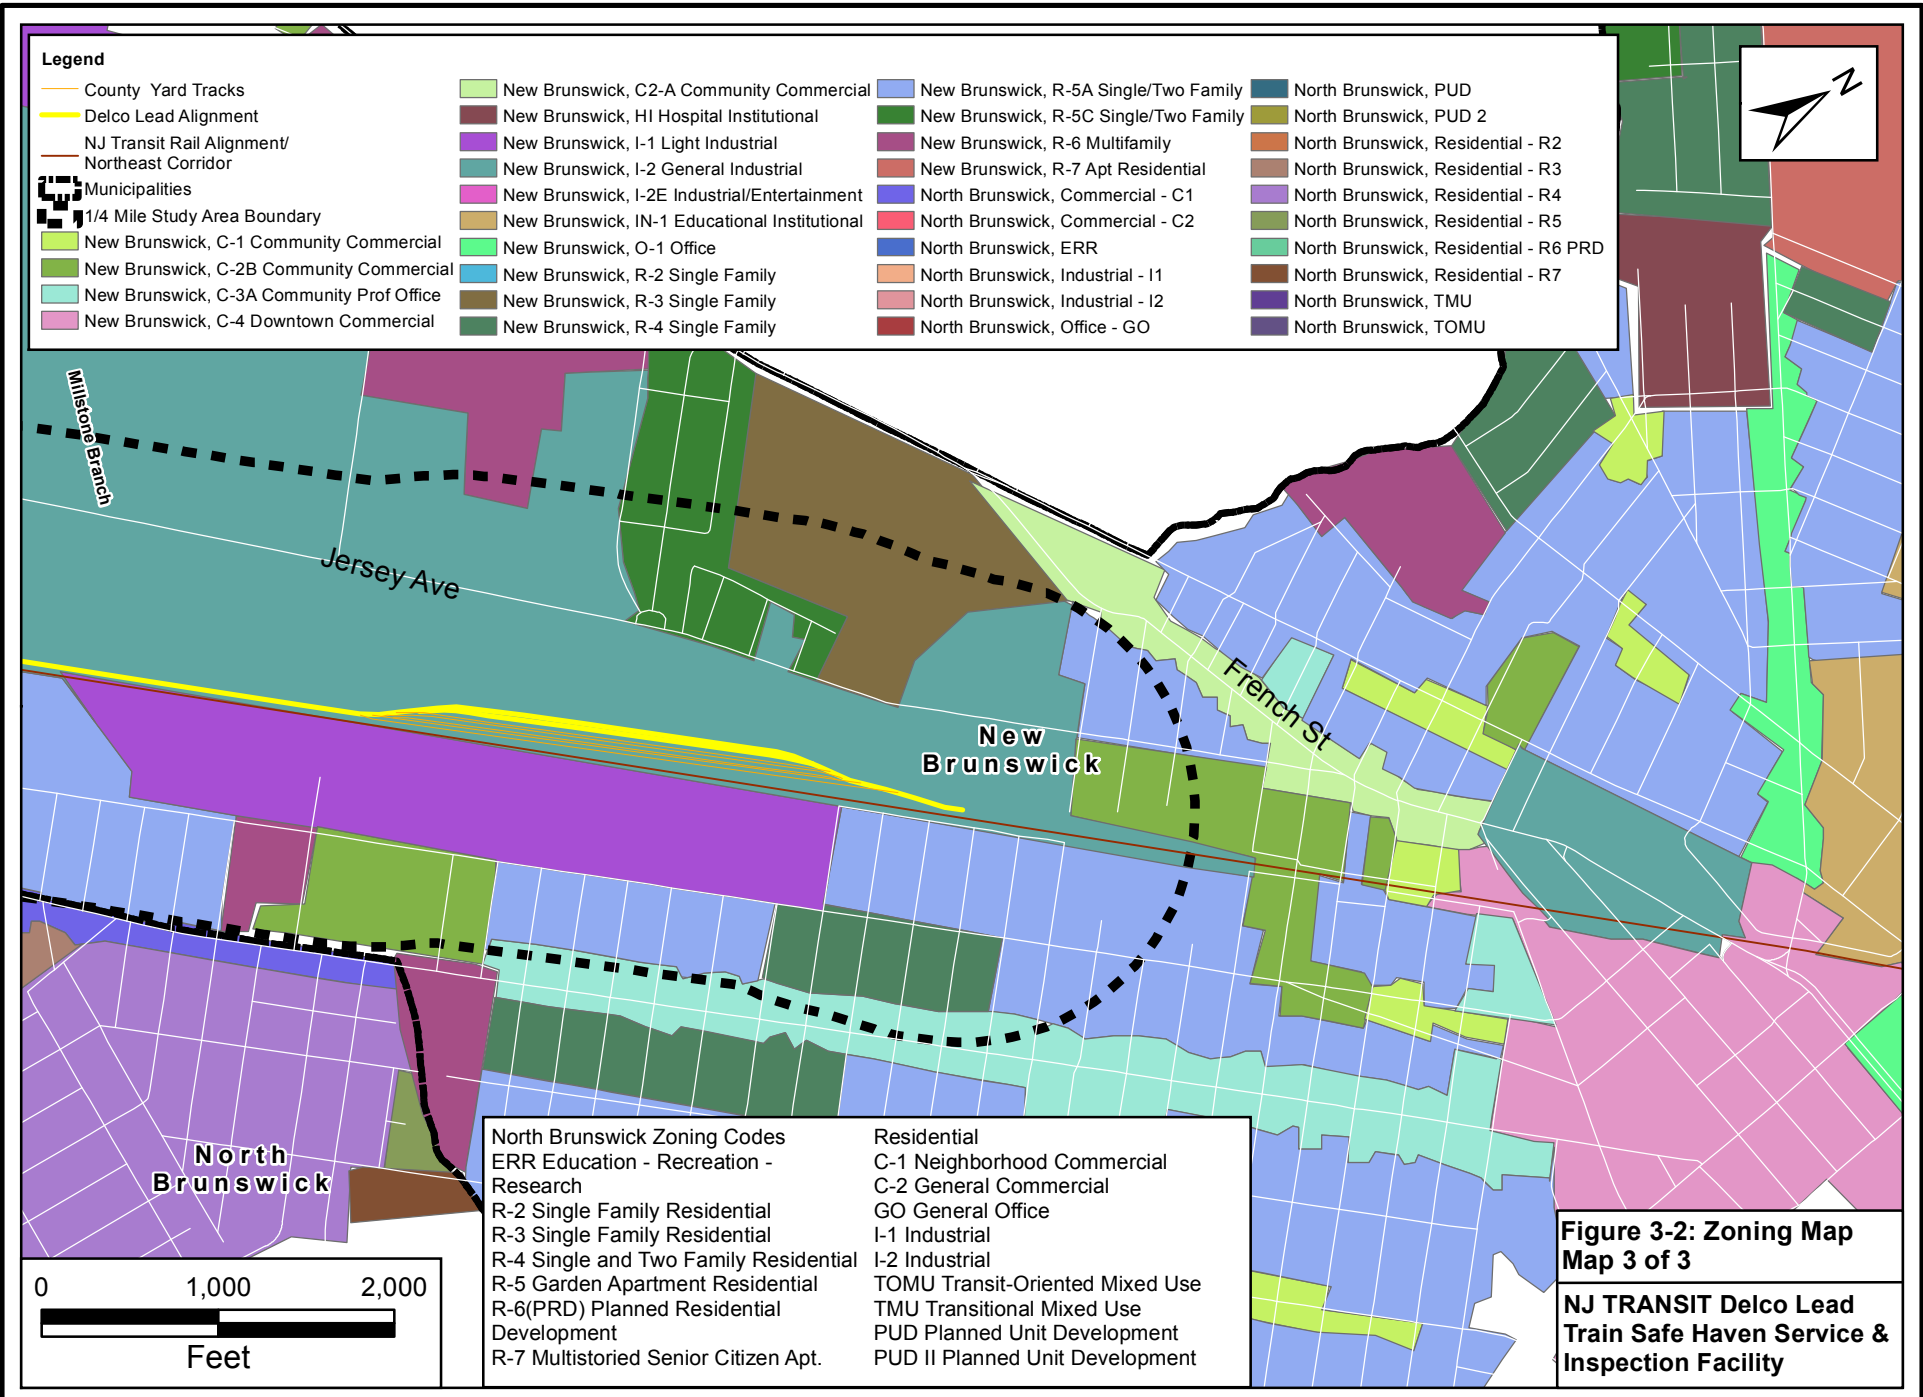 Legend
County Yard Tracks
Delco Lead Alignment
NJ Transit Rail Alignment/
Northeast Corridor
Municipalities
1/4 Mile Study Area Boundary
New Brunswick, C-1 Community Commercial
New Brunswick, C-2B Community Commercial
New Brunswick, C-3A Community Prof Office
New Brunswick, C-4 Downtown Commercial
New Brunswick, C2-A Community Commercial
New Brunswick, HI Hospital Institutional
New Brunswick, I-1 Light Industrial
New Brunswick, I-2 General Industrial
New Brunswick, I-2E Industrial/Entertainment
New Brunswick, IN-1 Educational Institutional
New Brunswick, O-1 Office
New Brunswick, R-2 Single Family
New Brunswick, R-3 Single Family
New Brunswick, R-4 Single Family
New Brunswick, R-5A Single/Two Family
New Brunswick, R-5C Single/Two Family
New Brunswick, R-6 Multifamily
New Brunswick, R-7 Apt Residential
North Brunswick, Commercial - C1
North Brunswick, Commercial - C2
North Brunswick, ERR
North Brunswick, Industrial - I1
North Brunswick, Industrial - I2
North Brunswick, Office - GO
North Brunswick, PUD
North Brunswick, PUD 2
North Brunswick, Residential - R2
North Brunswick, Residential - R3
North Brunswick, Residential - R4
North Brunswick, Residential - R5
North Brunswick, Residential - R6 PRD
North Brunswick, Residential - R7
North Brunswick, TMU
North Brunswick, TOMU
N
Millstone Branch
Jersey Ave
French St
New
Brunswick
North
Brunswick
0 1,000 2,000
Feet
North Brunswick Zoning Codes
ERR Education - Recreation -
Research
R-2 Single Family Residential
R-3 Single Family Residential
R-4 Single and Two Family Residential
R-5 Garden Apartment Residential
R-6(PRD) Planned Residential
Development
R-7 Multistoried Senior Citizen Apt.
Residential
C-1 Neighborhood Commercial
C-2 General Commercial
GO General Office
I-1 Industrial
I-2 Industrial
TOMU Transit-Oriented Mixed Use
TMU Transitional Mixed Use
PUD Planned Unit Development
PUD II Planned Unit Development
Figure 3-2: Zoning Map
Map 3 of 3
NJ TRANSIT Delco Lead
Train Safe Haven Service &
Inspection Facility